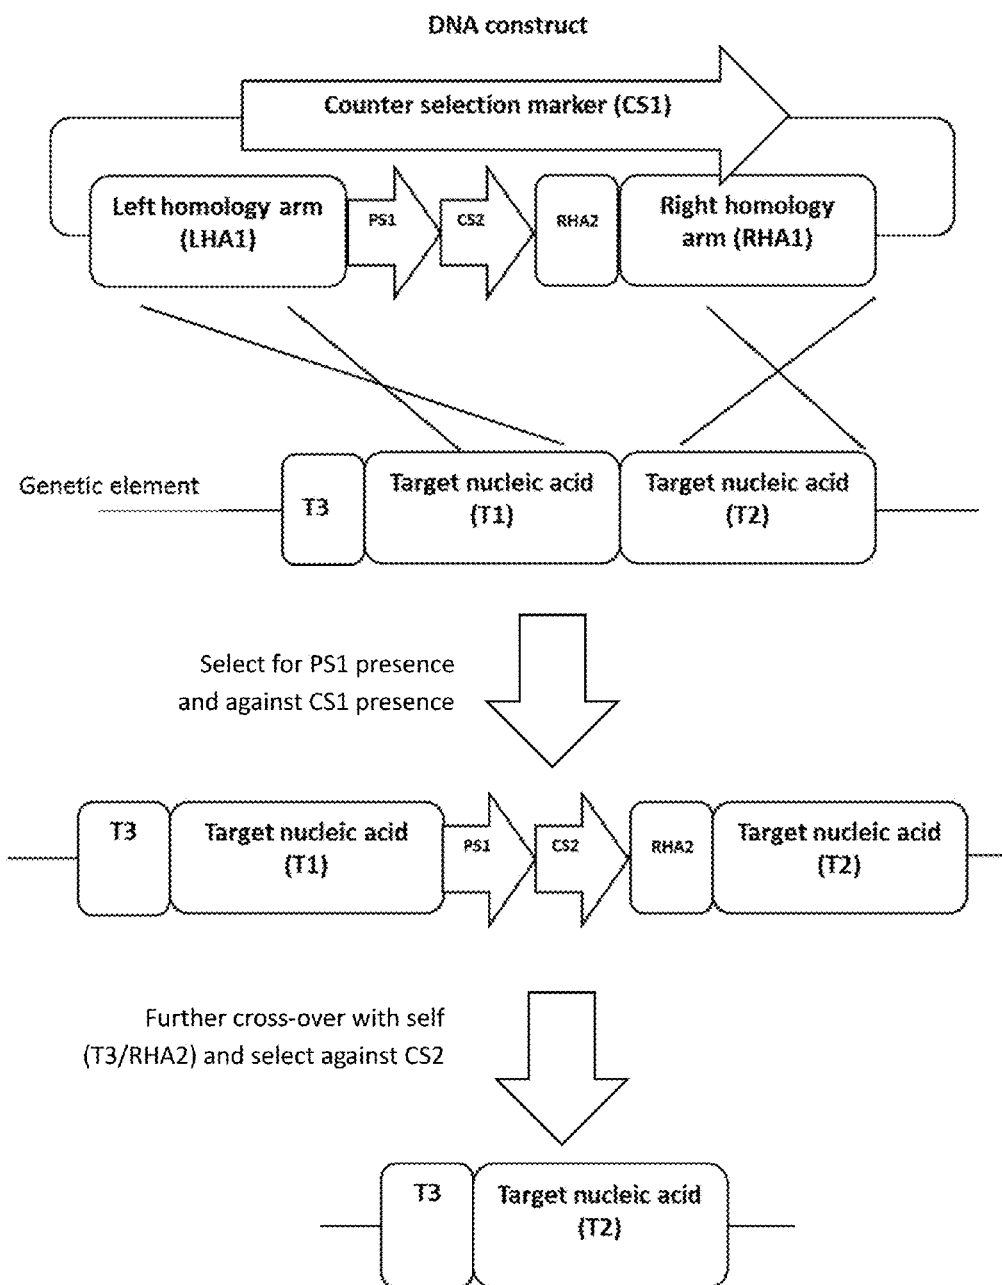 DNA construct
Counter selection marker (CS1)
Left homology arm
(LHA1)
PS1
CS2
RHA2
Right homology
arm (RHA1)
Genetic element
T3
Target nucleic acid
(T1)
Target nucleic acid
(T2)
Select for PS1 presence
and against CS1 presence
T3
Target nucleic acid
(T1)
PS1
CS2
RHA2
Target nucleic acid
(T2)
Further cross-over with self
(T3/RHA2) and select against CS2
T3
Target nucleic acid
(T2)